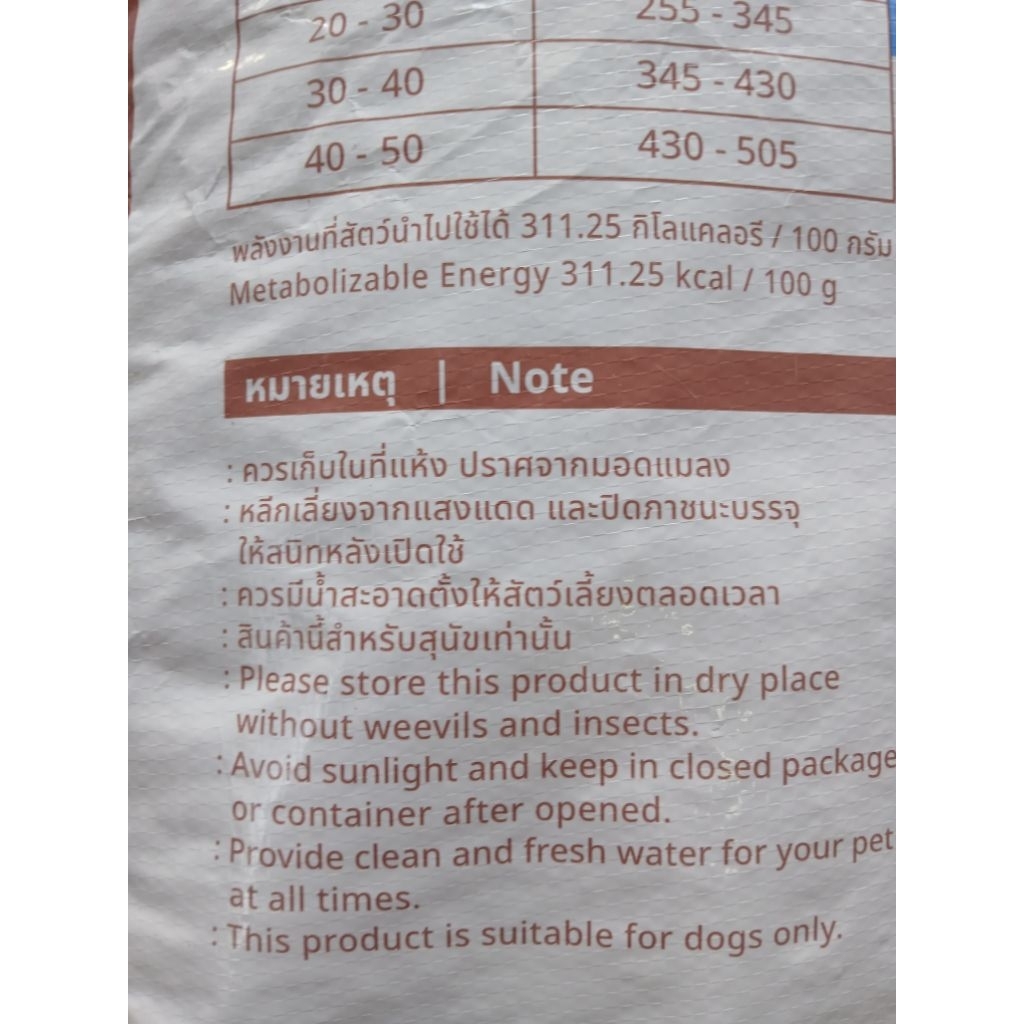 20 - 30 255 - 345
30 - 40 345 - 430
40 - 50 430 - 505
พลังงานที่สัตว์นำไปใช้ได้ 311.25 กิโลแคลอรี / 100 กรัม
Metabolizable Energy 311.25 kcal / 100 g
หมายเหตุ | Note
: ควรเก็บในที่แห้ง ปราศจากมอดแมลง
: หลีกเลี่ยงจากแสงแดด และปิดภาชนะบรรจุ
ให้สนิทหลังเปิดใช้
: ควรมีน้ำสะอาดตั้งให้สัตว์เลี้ยงตลอดเวลา
: สินค้านี้สำหรับสุนัขเท่านั้น
: Please store this product in dry place
without weevils and insects.
: Avoid sunlight and keep in closed package
or container after opened.
: Provide clean and fresh water for your pet
at all times.
: This product is suitable for dogs only.